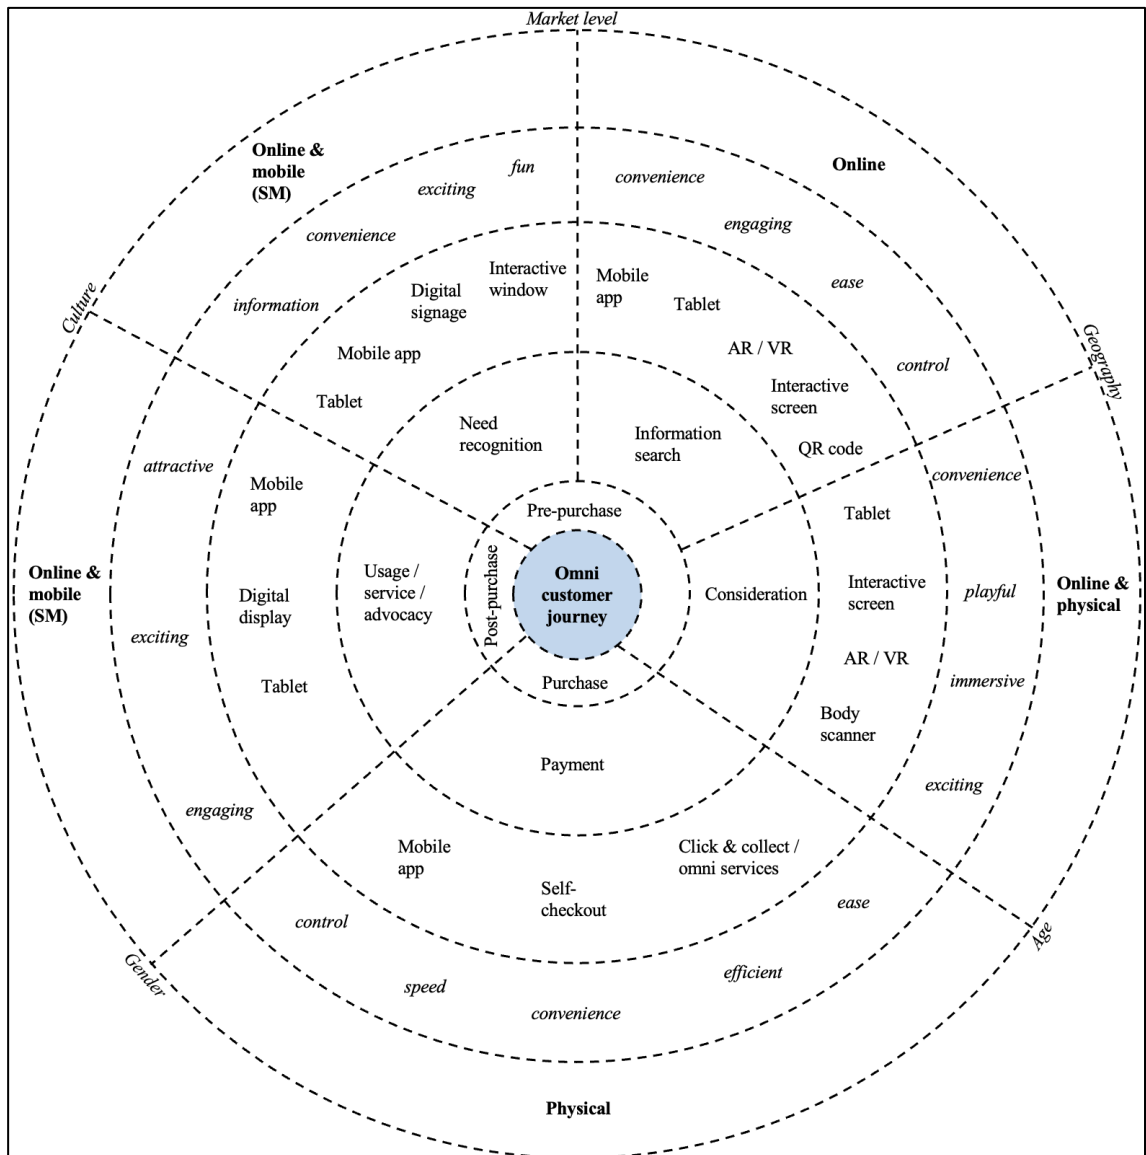 Market level
Online &
mobile
(SM)
fun
exciting
convenience
information
Interactive
window
Digital
signage
Mobile app
Tablet
Need
recognition
Online
convenience
engaging
ease
control
Mobile
app
Tablet
AR / VR
Interactive
screen
QR code
Information
search
Culture
Geography
Pre-purchase
Omni
customer
journey
Post-purchase
Purchase
Consideration
Tablet
Interactive
screen
AR / VR
Body
scanner
convenience
playful
immersive
exciting
Online &
physical
Usage /
service /
advocacy
Mobile
app
Digital
display
Tablet
attractive
exciting
engaging
Online &
mobile
(SM)
Payment
Mobile
app
Self-
checkout
Click & collect /
omni services
control
speed
convenience
efficient
ease
Gender
Age
Physical